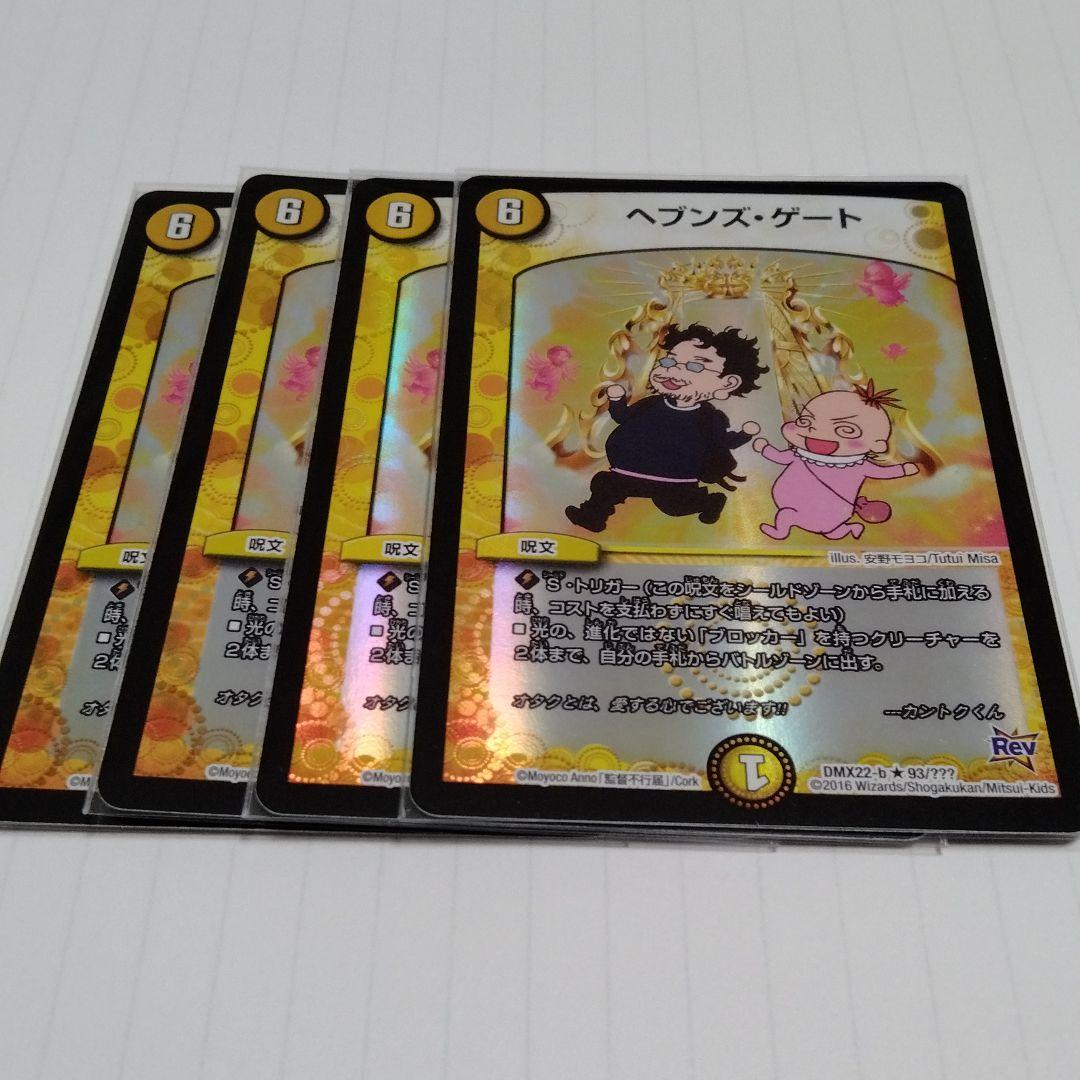 6
6
6
6
ヘブンズ・ゲート
呪文
呪文
呪文
呪文
illus. 安野モヨコ/Tutui Misa
S・トリガー(この呪文をシールドゾーンから手札に加える
時、コストを支払わずにすぐ唱えてもよい)
■光の、進化ではない「ブロッカー」を持つクリーチャーを
2体まで、自分の手札からバトルゾーンに出す。
オタクとは、愛する心でございます!!
---カントクくん
Rev
1
DMX22-b ★ 93/???
©Moyoco Anno「監督不行届」/Cork
©2016 Wizards/Shogakukan/Mitsui-Kids